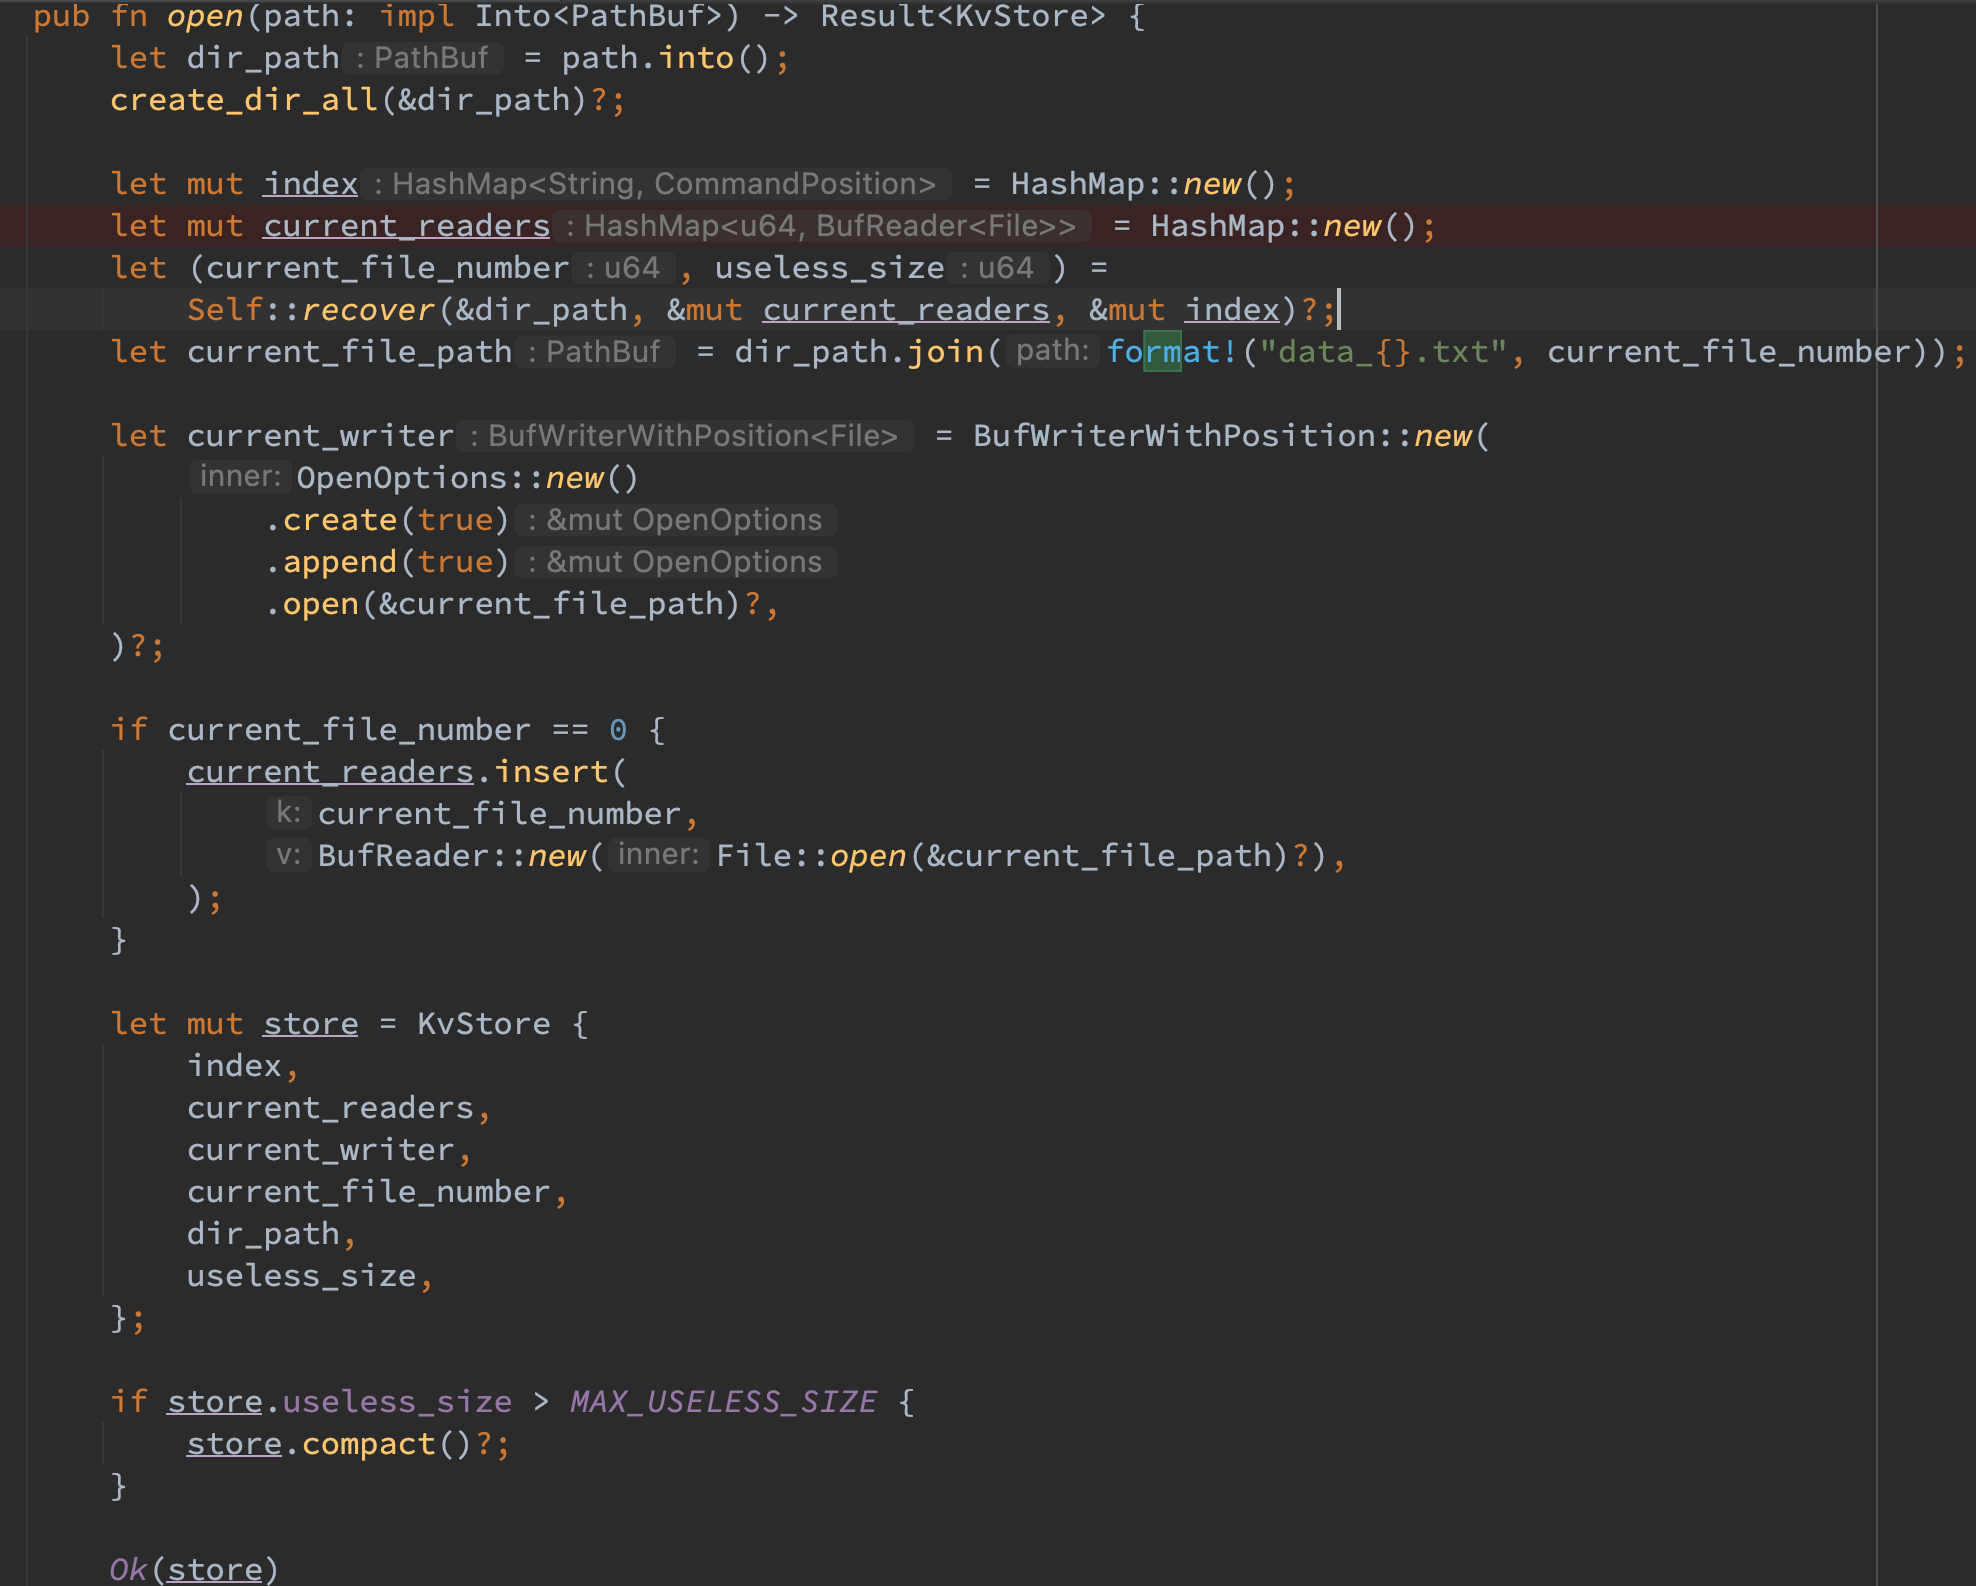 pub fn open(path: impl Into<PathBuf>) -> Result<KvStore> {
    let dir_path : PathBuf = path.into();
    create_dir_all(&dir_path)?;

    let mut index : HashMap<String, CommandPosition> = HashMap::new();
    let mut current_readers : HashMap<u64, BufReader<File>> = HashMap::new();
    let (current_file_number : u64 , useless_size : u64 ) =
        Self::recover(&dir_path, &mut current_readers, &mut index)?;
    let current_file_path : PathBuf = dir_path.join( path: format!("data_{}.txt", current_file_number));

    let current_writer : BufWriterWithPosition<File> = BufWriterWithPosition::new(
        inner: OpenOptions::new()
            .create(true) : &mut OpenOptions
            .append(true) : &mut OpenOptions
            .open(&current_file_path)?,
    )?;

    if current_file_number == 0 {
        current_readers.insert(
            k: current_file_number,
            v: BufReader::new( inner: File::open(&current_file_path)?),
        );
    }

    let mut store = KvStore {
        index,
        current_readers,
        current_writer,
        current_file_number,
        dir_path,
        useless_size,
    };

    if store.useless_size > MAX_USELESS_SIZE {
        store.compact()?;
    }

    Ok(store)